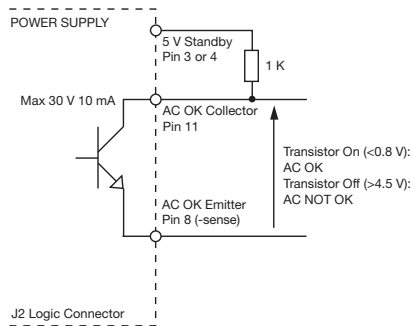 POWER SUPPLY
5 V Standby
Pin 3 or 4
1 K
Max 30 V 10 mA
AC OK Collector
Pin 11
Transistor On (<0.8 V):
AC OK
Transistor Off (>4.5 V):
AC NOT OK
AC OK Emitter
Pin 8 (-sense)
J2 Logic Connector